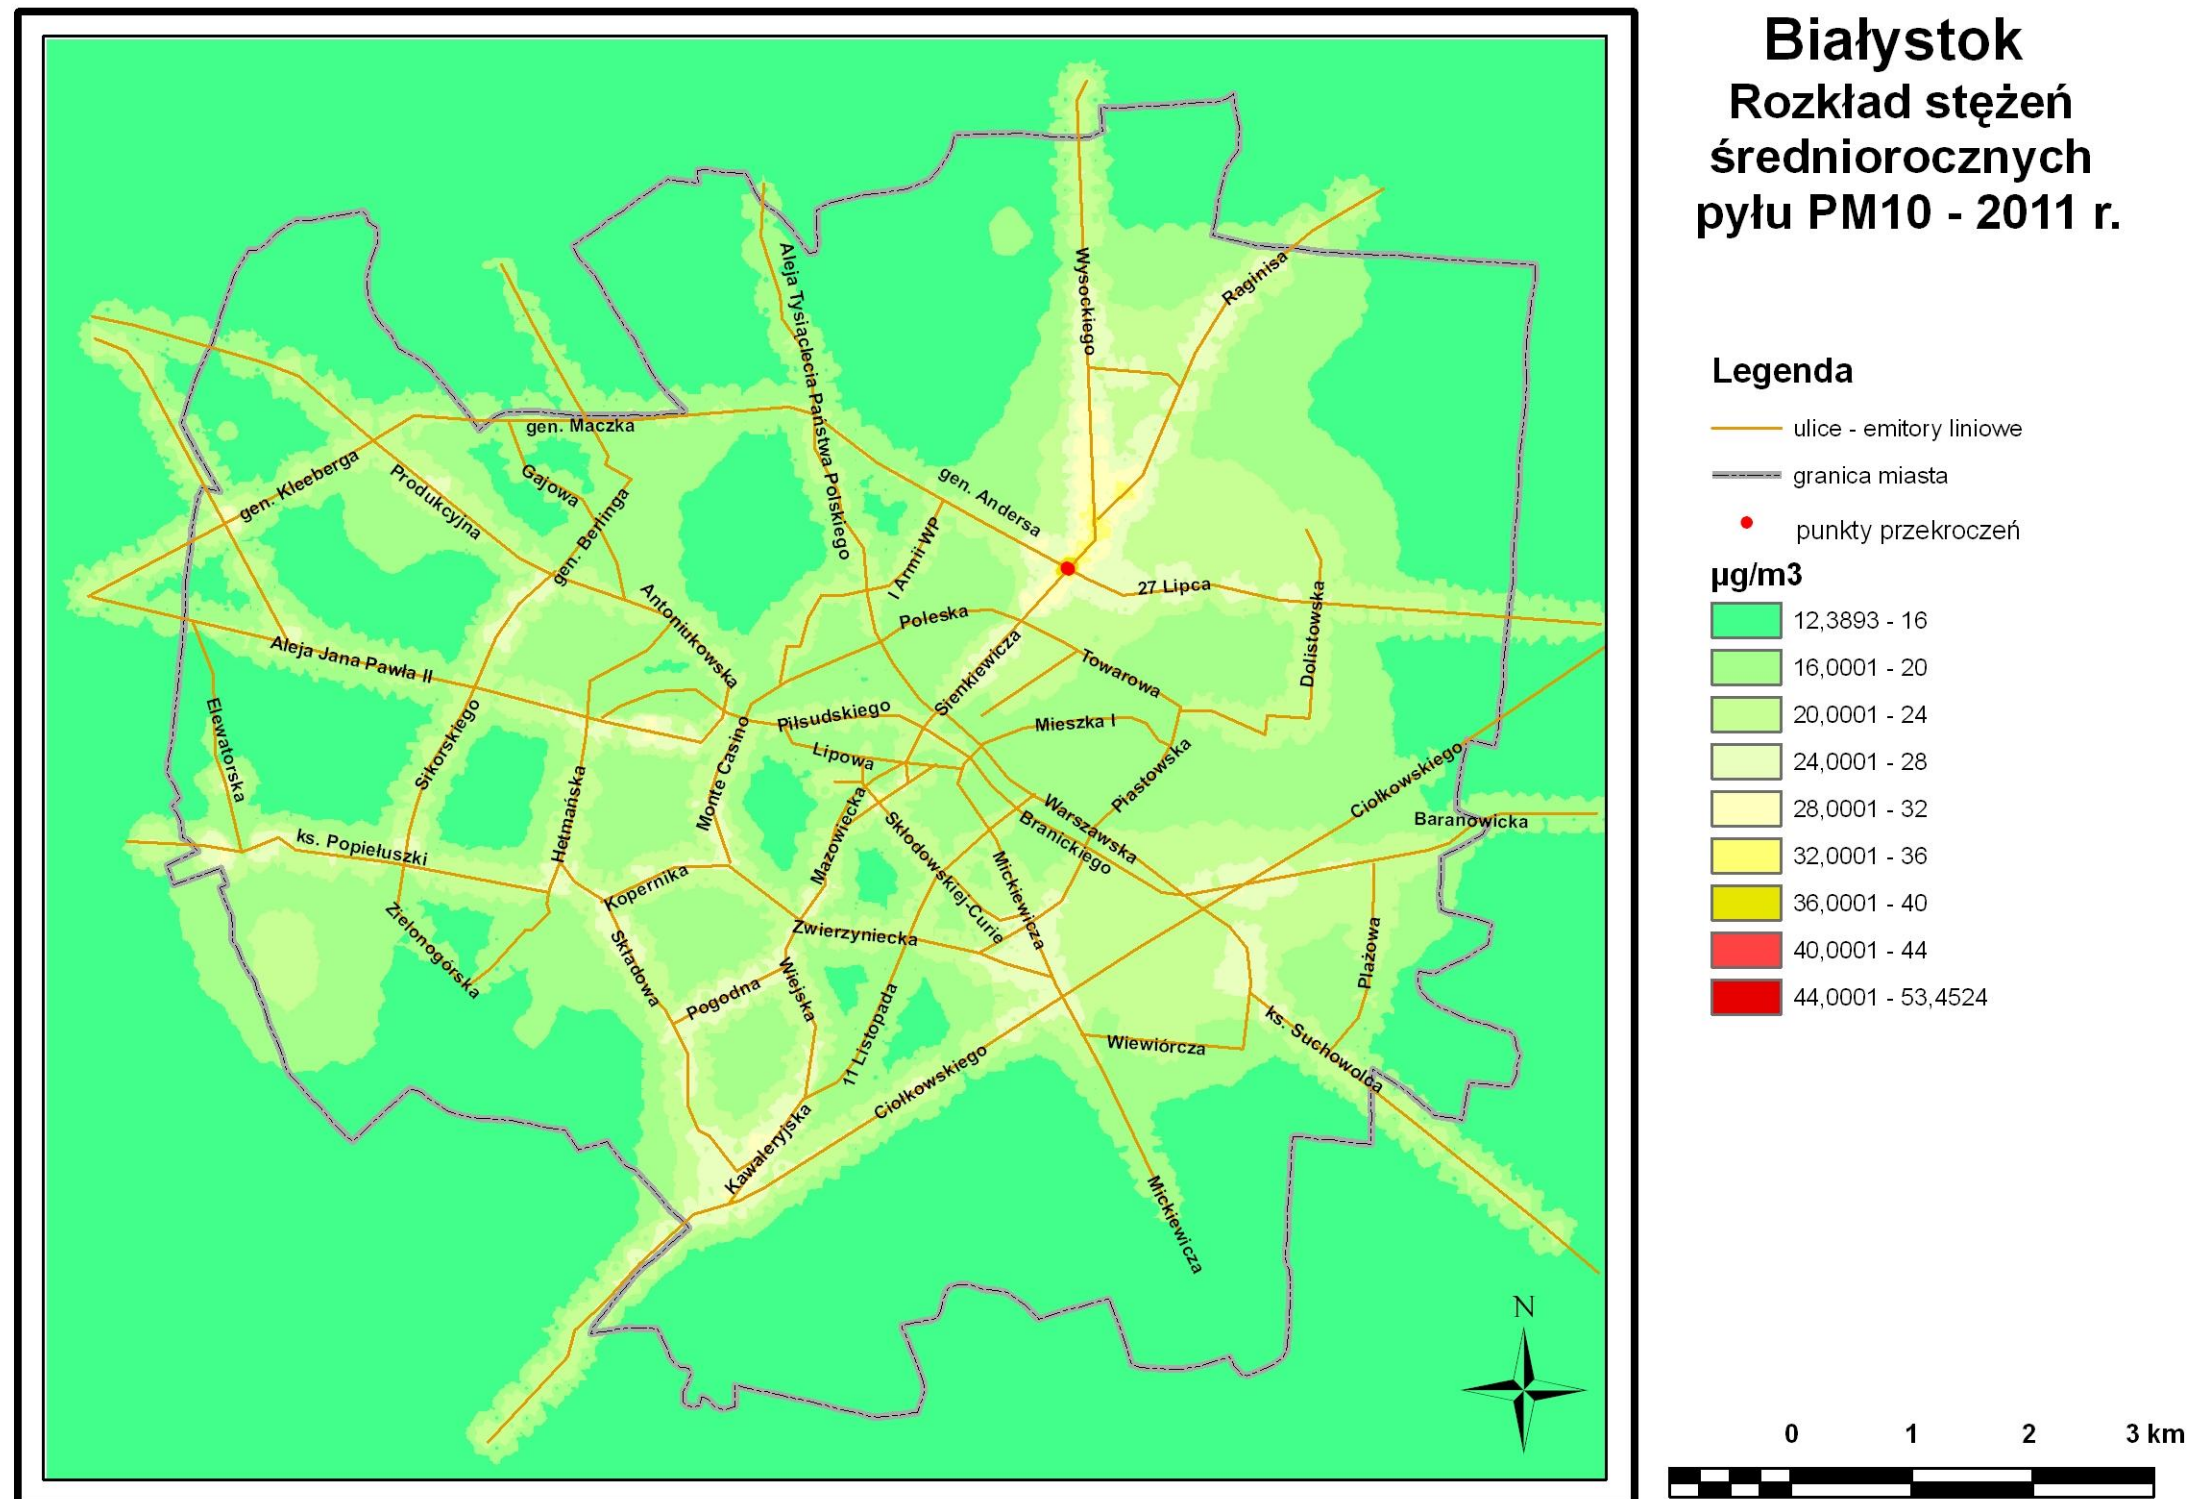 Białystok
Rozkład stężeń
średniorocznych
pyłu PM10 - 2011 r.
Legenda
ulice - emitory liniowe
granica miasta
punkty przekroczeń
µg/m3
12,3893 - 16
16,0001 - 20
20,0001 - 24
24,0001 - 28
28,0001 - 32
32,0001 - 36
36,0001 - 40
40,0001 - 44
44,0001 - 53,4524
Wysockiego
Raginisa
Aleja Tysiąclecia Państwa Polskiego
gen. Maczka
gen. Kleeberga
Produkcyjna
Gajowa
gen. Berlinga
gen. Andersa
I Armii WP
27 Lipca
Poleska
Antoniukowska
Aleja Jana Pawła II
Sienkiewicza
Towarowa
Dolistowska
Elewatorska
Sikorskiego
Piłsudskiego
Mieszka I
Lipowa
Monte Casino
Hetmańska
Piastowska
Ciołkowskiego
Baranowicka
Warszawska
Branickiego
ks. Popiełuszki
Mazowiecka
Skłodowskiej-Curie
Mickiewicza
Kopernika
Zielonogórska
Zwierzyniecka
Składowa
Wiejska
Pogodna
11 Listopada
Plażowa
Wiewiórcza
ks. Suchowolca
Ciołkowskiego
Kawaleryjska
Mickiewicza
N
0 1 2 3 km